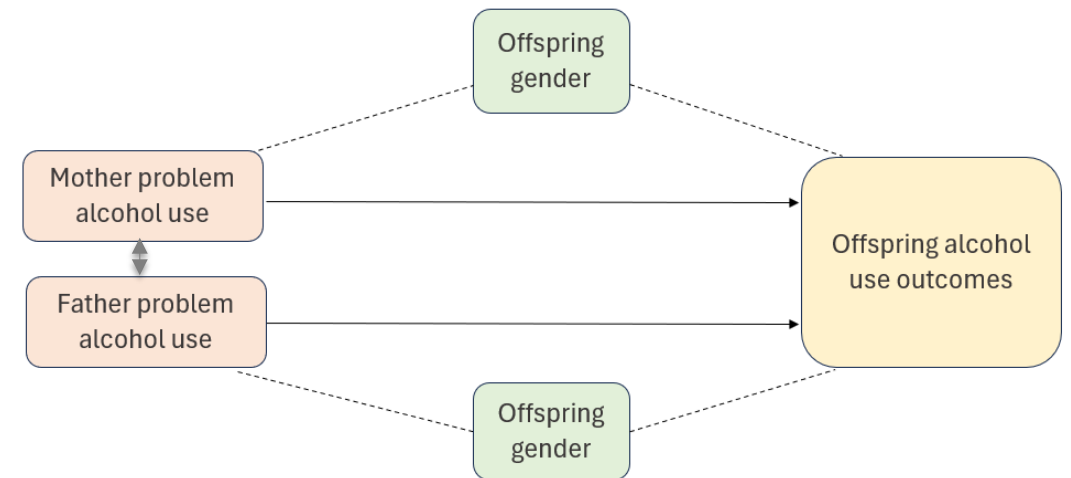 Offspring
gender
Mother problem
alcohol use
Father problem
alcohol use
Offspring alcohol
use outcomes
Offspring
gender